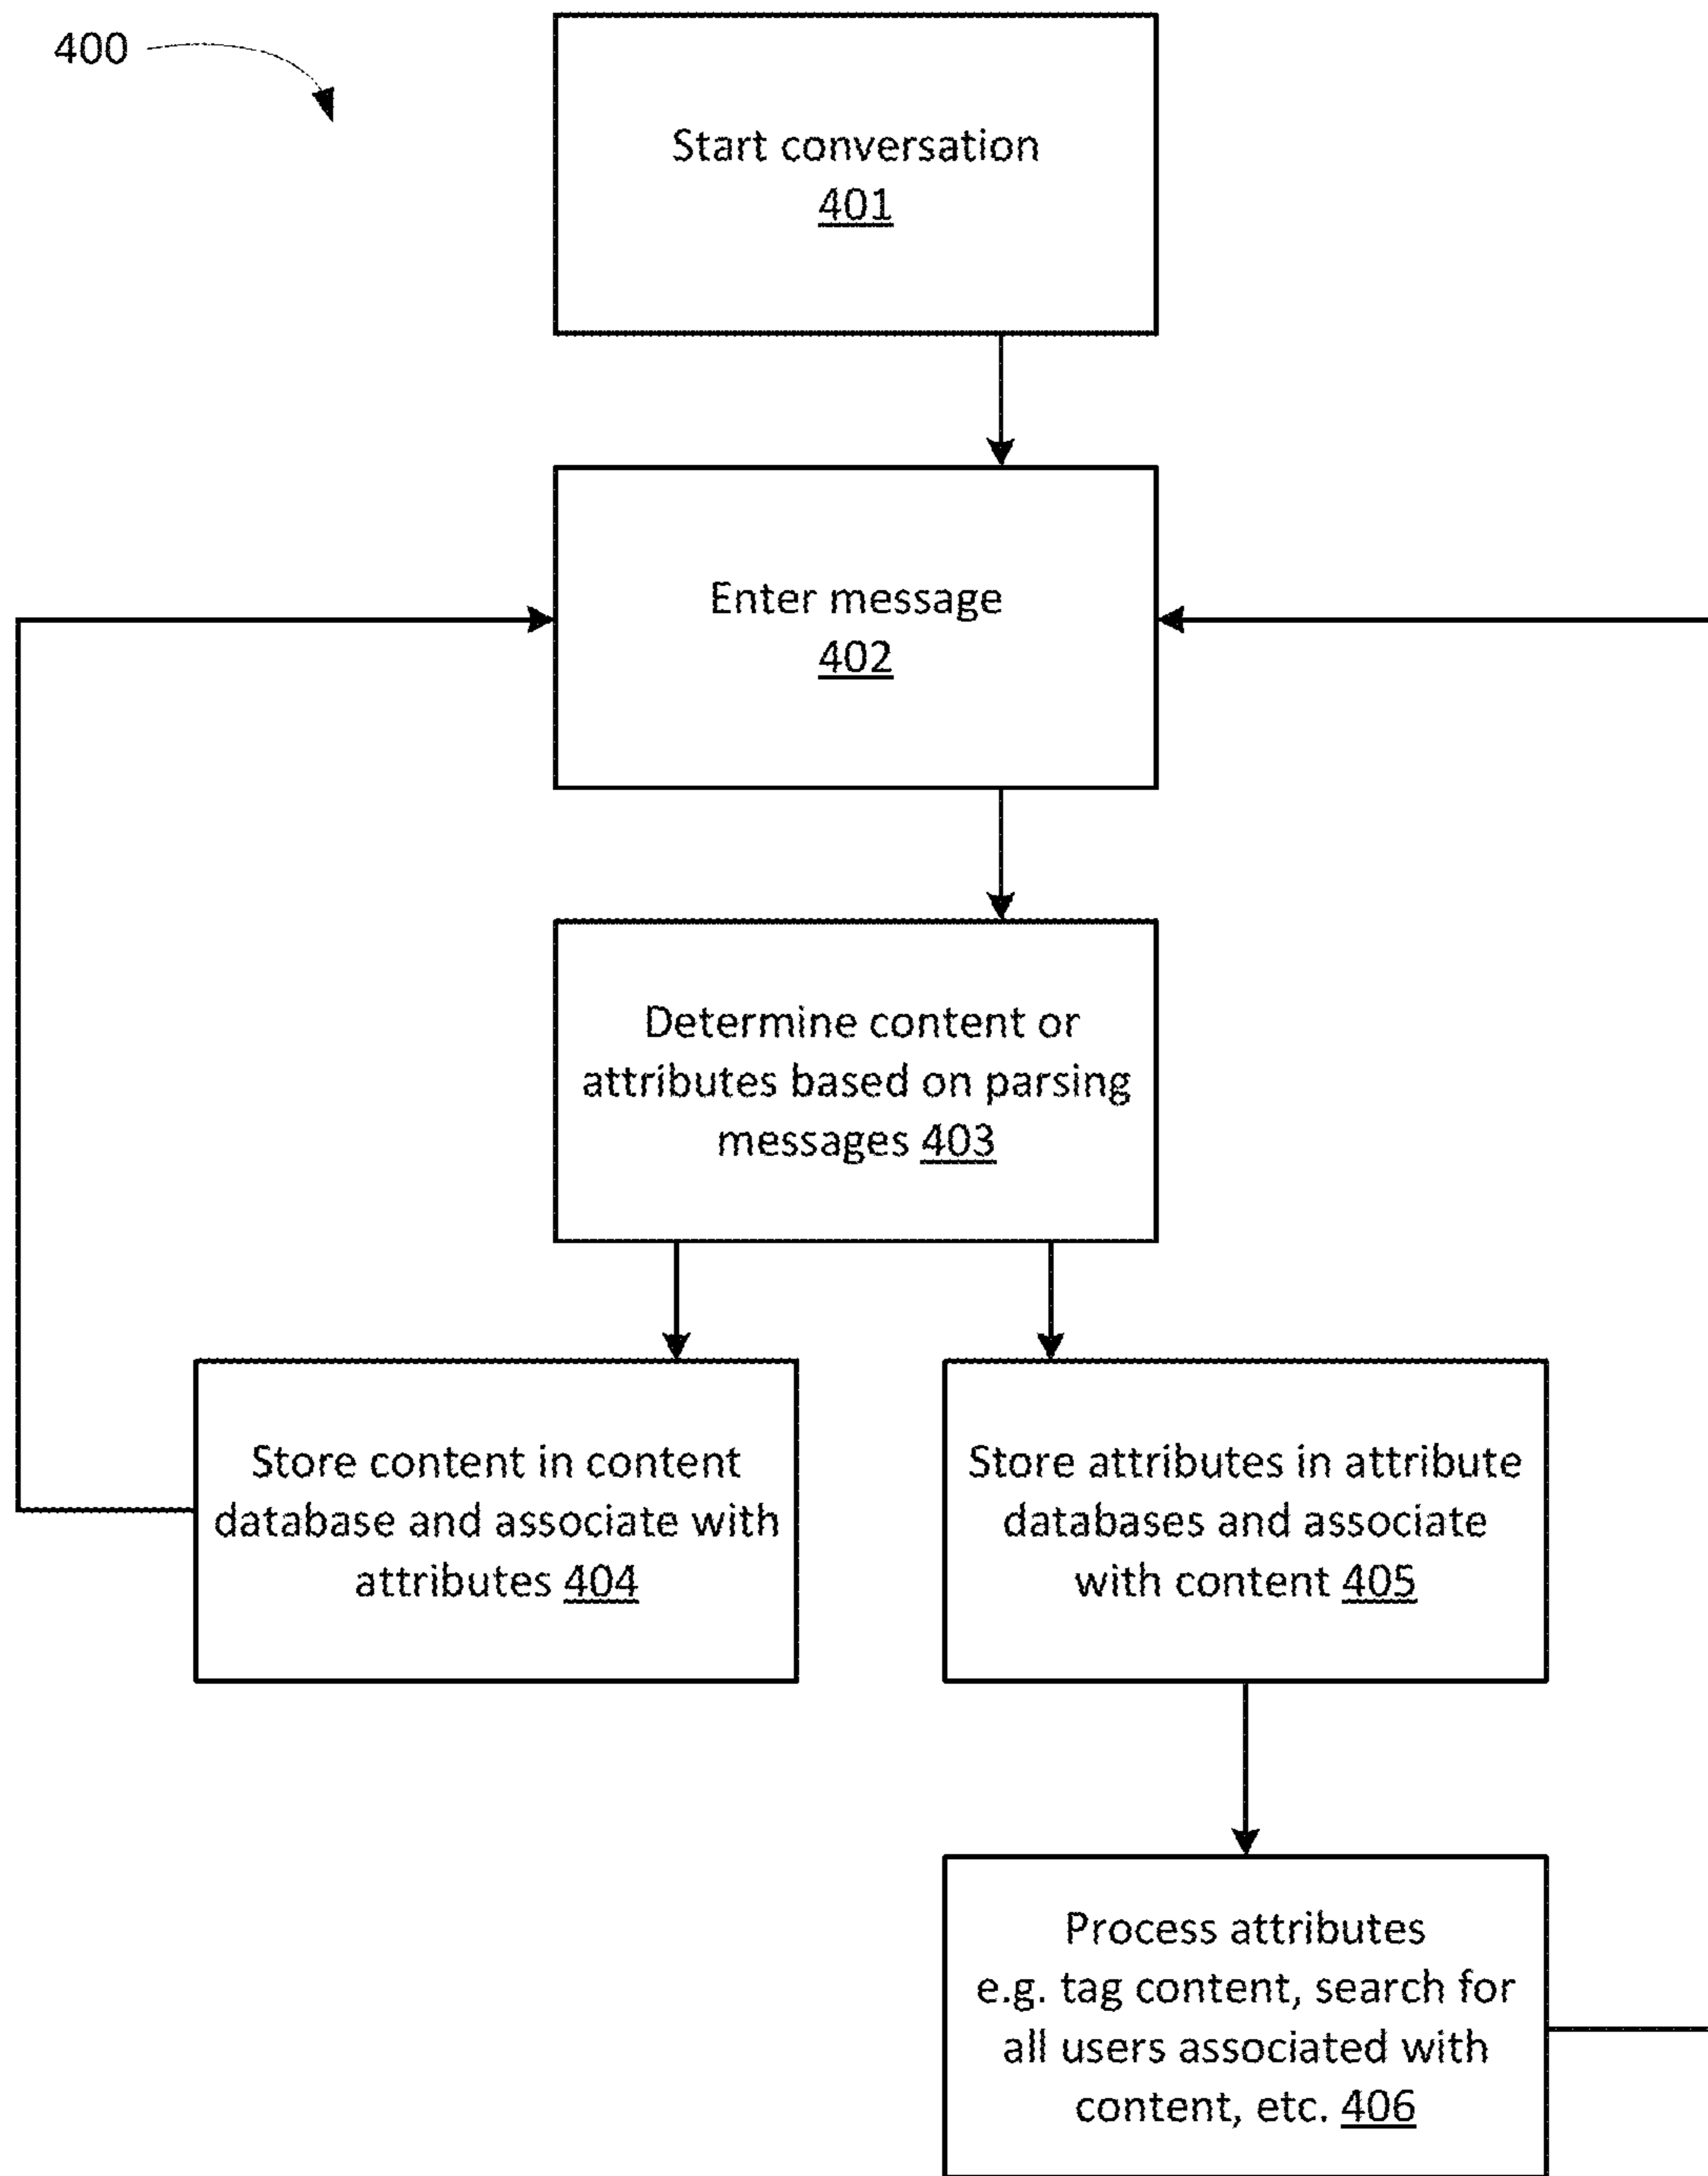 400
Start conversation
401
Enter message
402
Determine content or
attributes based on parsing
messages 403
Store content in content
database and associate with
attributes 404
Store attributes in attribute
databases and associate
with content 405
Process attributes
e.g. tag content, search for
all users associated with
content, etc. 406